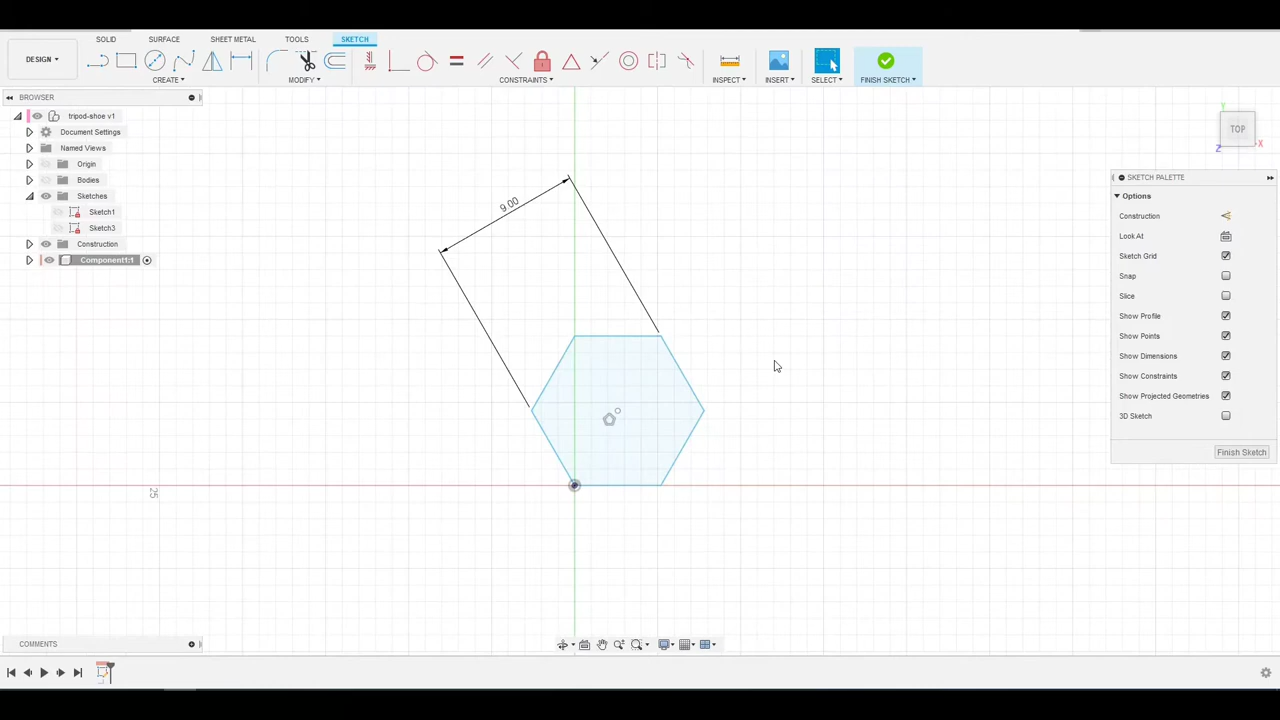 SOLID
SURFACE
SHEET METAL
TOOLS
SKETCH
DESIGN
CREATE
MODIFY
CONSTRAINTS
INSPECT
INSERT
SELECT
FINISH SKETCH
BROWSER
tripod-shoe v1
Document Settings
Named Views
Origin
Bodies
Sketches
Sketch1
Sketch3
Construction
Component1:1
9.00
25
TOP
Y
X
Z
SKETCH PALETTE
Options
Construction
Look At
Sketch Grid
Snap
Slice
Show Profile
Show Points
Show Dimensions
Show Constraints
Show Projected Geometries
3D Sketch
Finish Sketch
COMMENTS